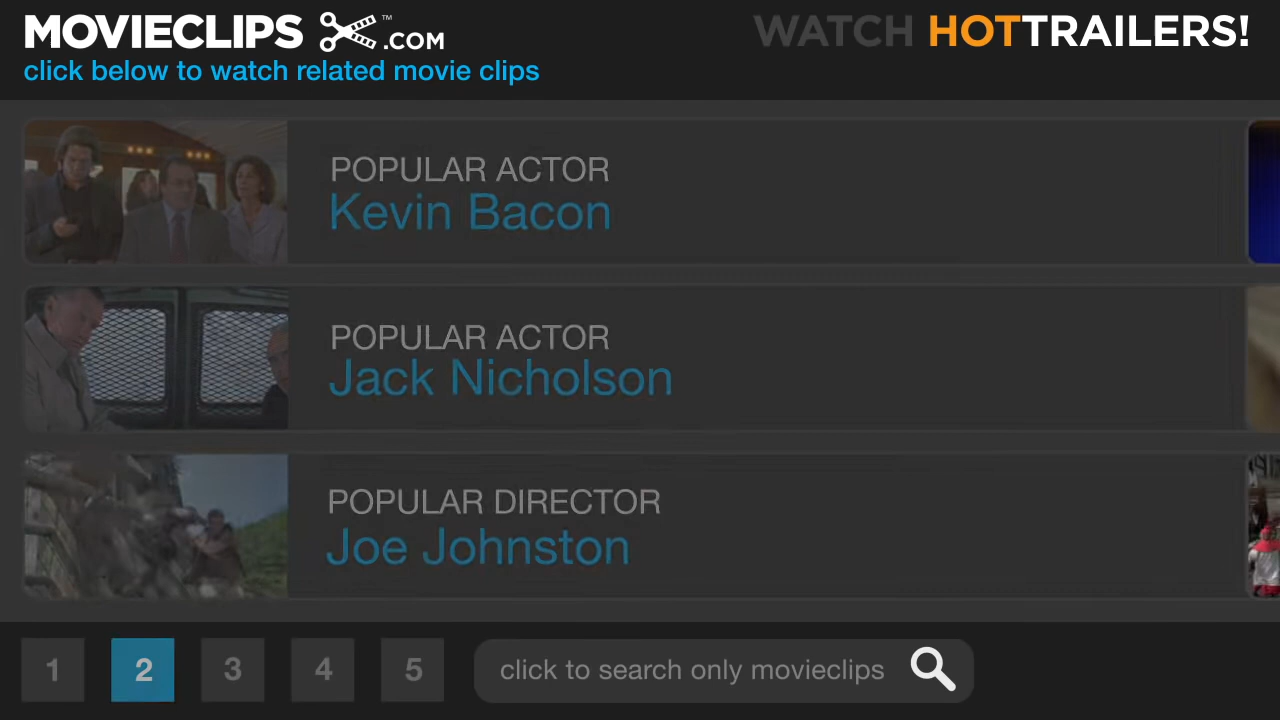 MOVIECLIPS ™ .COM
WATCH HOTTRAILERS!
click below to watch related movie clips
POPULAR ACTOR
Kevin Bacon
POPULAR ACTOR
Jack Nicholson
POPULAR DIRECTOR
Joe Johnston
1 2 3 4 5
click to search only movieclips